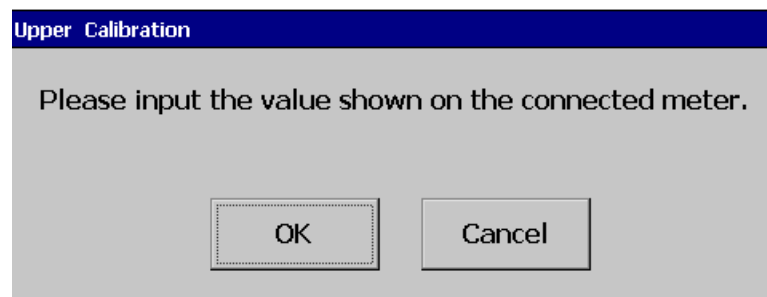 Upper Calibration
Please input the value shown on the connected meter.
OK
Cancel